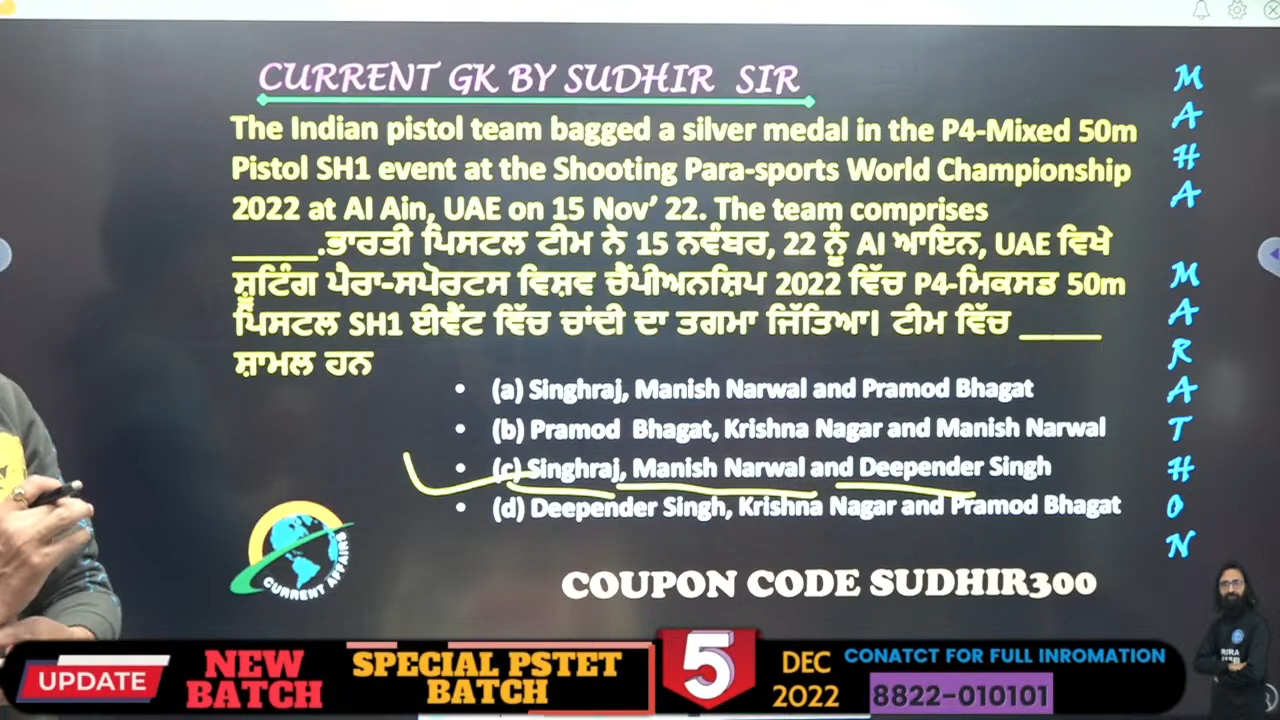 CURRENT GK BY SUDHIR SIR
The Indian pistol team bagged a silver medal in the P4-Mixed 50m
Pistol SH1 event at the Shooting Para-sports World Championship
2022 at Al Ain, UAE on 15 Nov' 22. The team comprises
_____.ਭਾਰਤੀ ਪਿਸਟਲ ਟੀਮ ਨੇ 15 ਨਵੰਬਰ, 22 ਨੂੰ Al ਆਇਨ, UAE ਵਿਖੇ
ਸ਼ੂਟਿੰਗ ਪੈਰਾ-ਸਪੋਰਟਸ ਵਿਸ਼ਵ ਚੈਂਪੀਅਨਸ਼ਿਪ 2022 ਵਿੱਚ P4-ਮਿਕਸਡ 50m
ਪਿਸਟਲ SH1 ਈਵੈਂਟ ਵਿੱਚ ਚਾਂਦੀ ਦਾ ਤਗਮਾ ਜਿੱਤਿਆ। ਟੀਮ ਵਿੱਚ _____
ਸ਼ਾਮਲ ਹਨ
• (a) Singhraj, Manish Narwal and Pramod Bhagat
• (b) Pramod Bhagat, Krishna Nagar and Manish Narwal
• (c) Singhraj, Manish Narwal and Deepender Singh
• (d) Deepender Singh, Krishna Nagar and Pramod Bhagat
MAHA MARATHON
CURRENT AFFAIRS
COUPON CODE SUDHIR300
UPDATE
NEW
BATCH
SPECIAL PSTET
BATCH
5
DEC
2022
CONATCT FOR FULL INROMATION
8822-010101